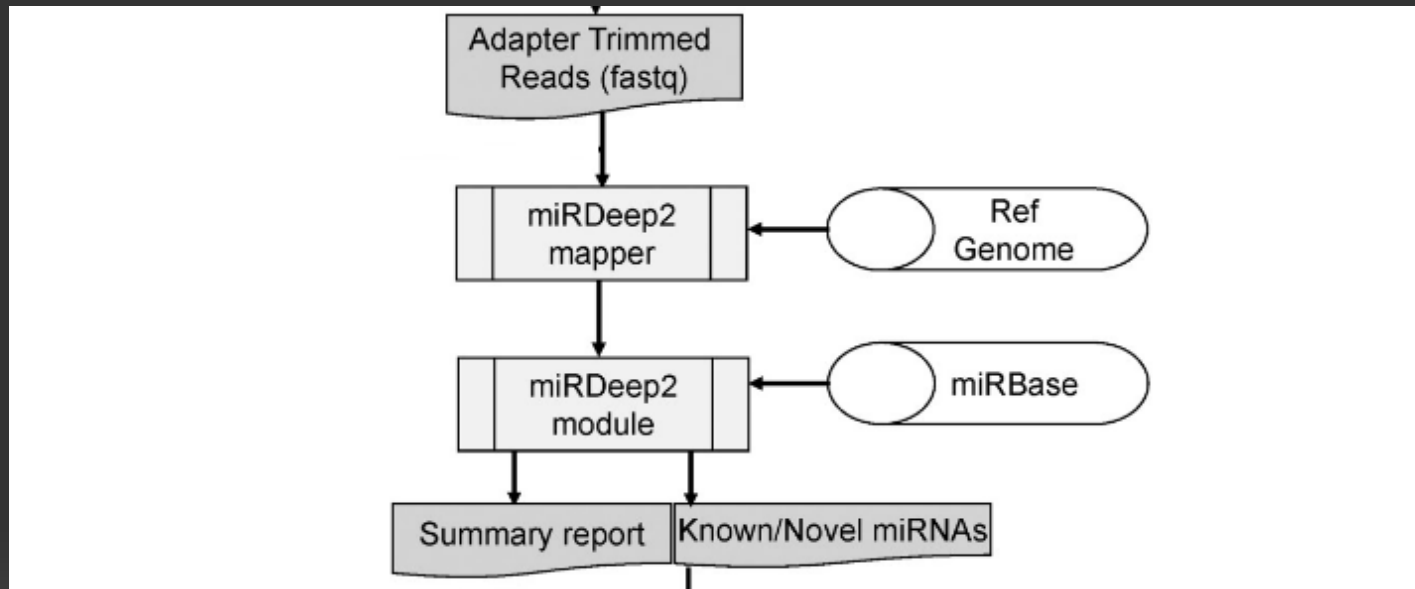 Adapter Trimmed
Reads (fastq)
miRDeep2
mapper
Ref
Genome
miRDeep2
module
miRBase
Summary report
Known/Novel miRNAs